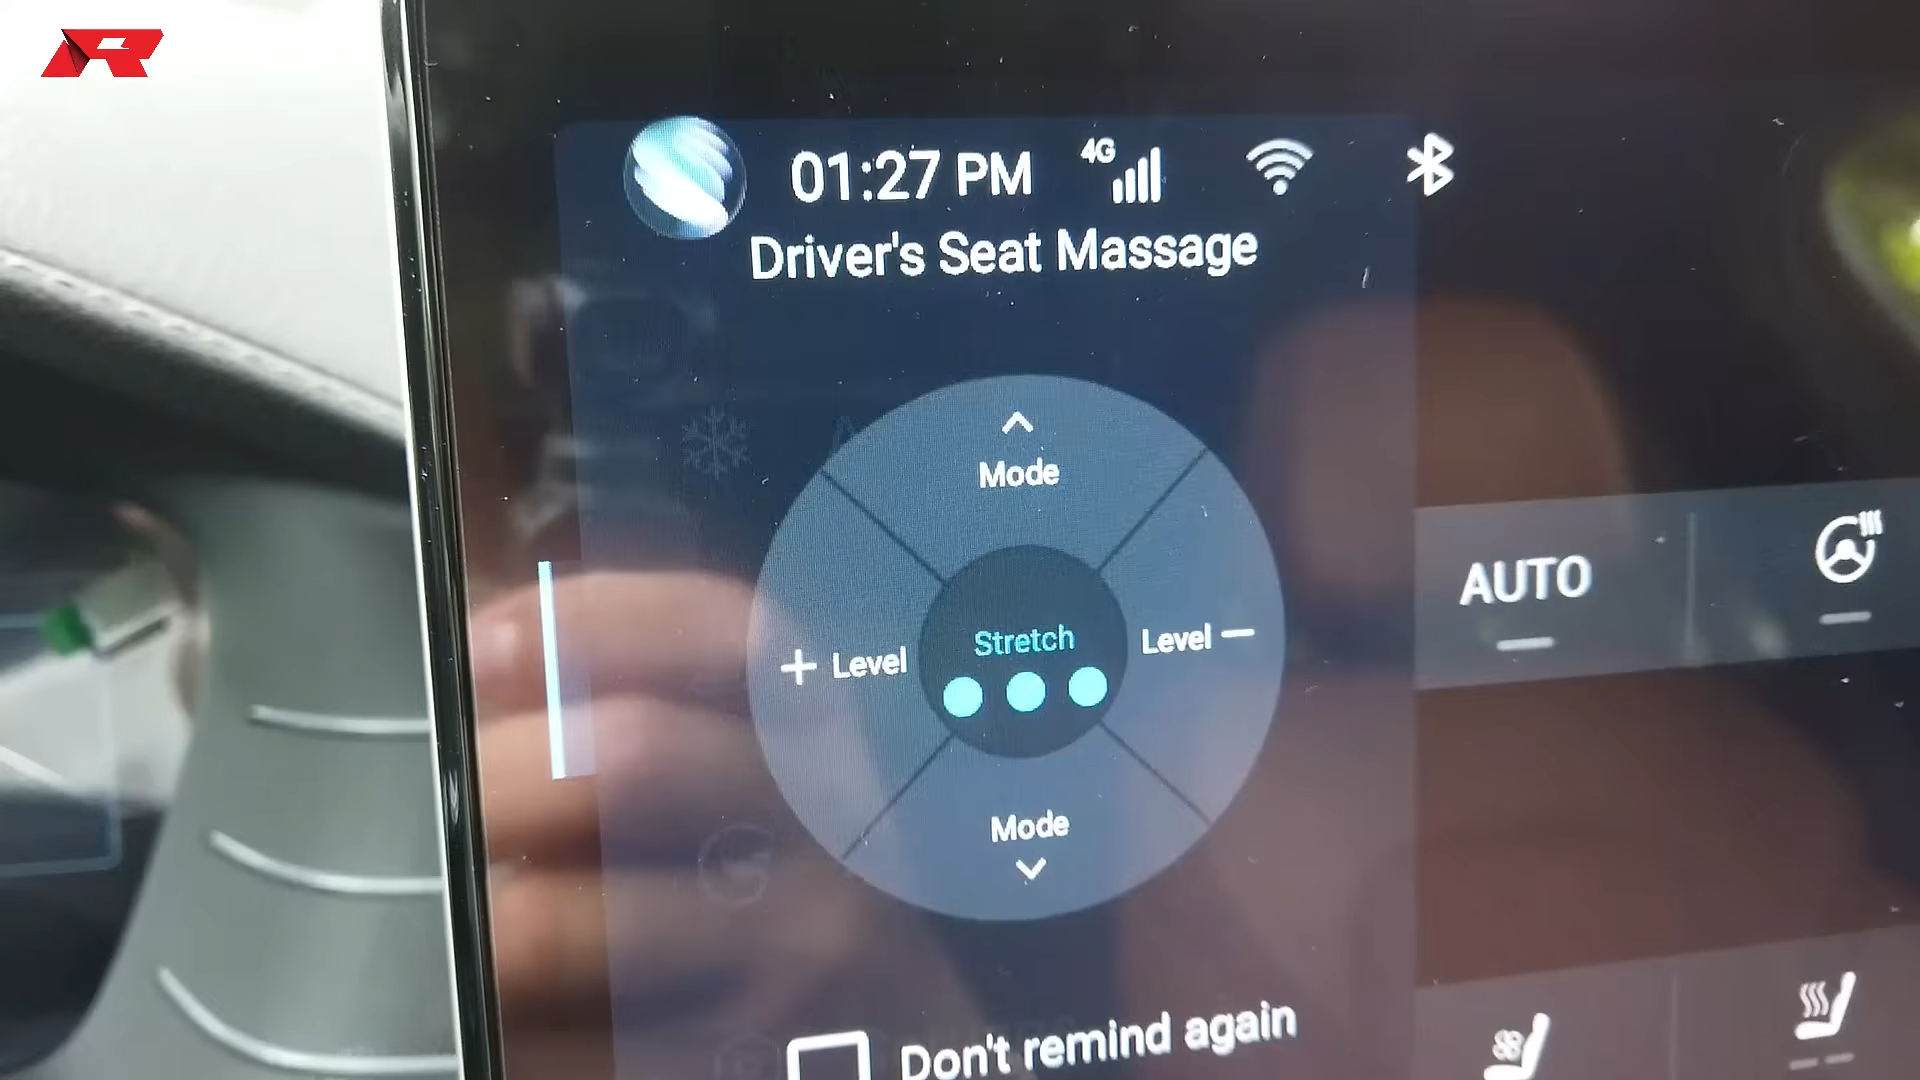 01:27 PM 4G
Driver's Seat Massage
Mode
Stretch
+ Level
Level −
Mode
AUTO
Don't remind again